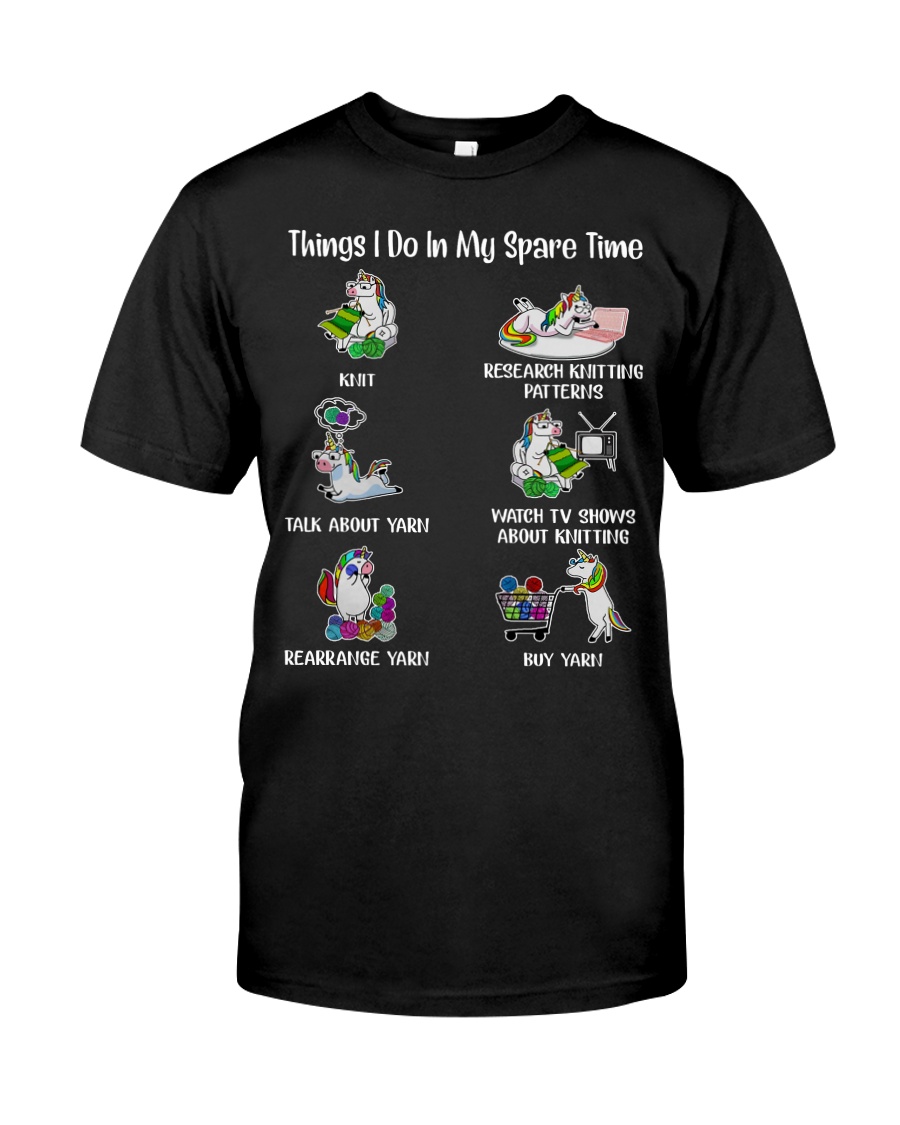 Things I Do In My Spare Time
KNIT
RESEARCH KNITTING
PATTERNS
TALK ABOUT YARN
WATCH TV SHOWS
ABOUT KNITTING
REARRANGE YARN
BUY YARN